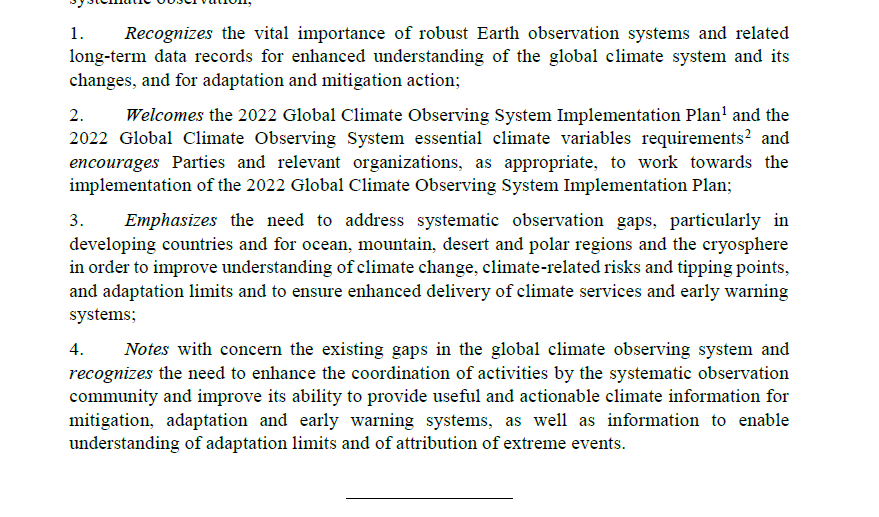 systematic observation;
1. Recognizes the vital importance of robust Earth observation systems and related
long-term data records for enhanced understanding of the global climate system and its
changes, and for adaptation and mitigation action;
2. Welcomes the 2022 Global Climate Observing System Implementation Plan¹ and the
2022 Global Climate Observing System essential climate variables requirements² and
encourages Parties and relevant organizations, as appropriate, to work towards the
implementation of the 2022 Global Climate Observing System Implementation Plan;
3. Emphasizes the need to address systematic observation gaps, particularly in
developing countries and for ocean, mountain, desert and polar regions and the cryosphere
in order to improve understanding of climate change, climate-related risks and tipping points,
and adaptation limits and to ensure enhanced delivery of climate services and early warning
systems;
4. Notes with concern the existing gaps in the global climate observing system and
recognizes the need to enhance the coordination of activities by the systematic observation
community and improve its ability to provide useful and actionable climate information for
mitigation, adaptation and early warning systems, as well as information to enable
understanding of adaptation limits and of attribution of extreme events.